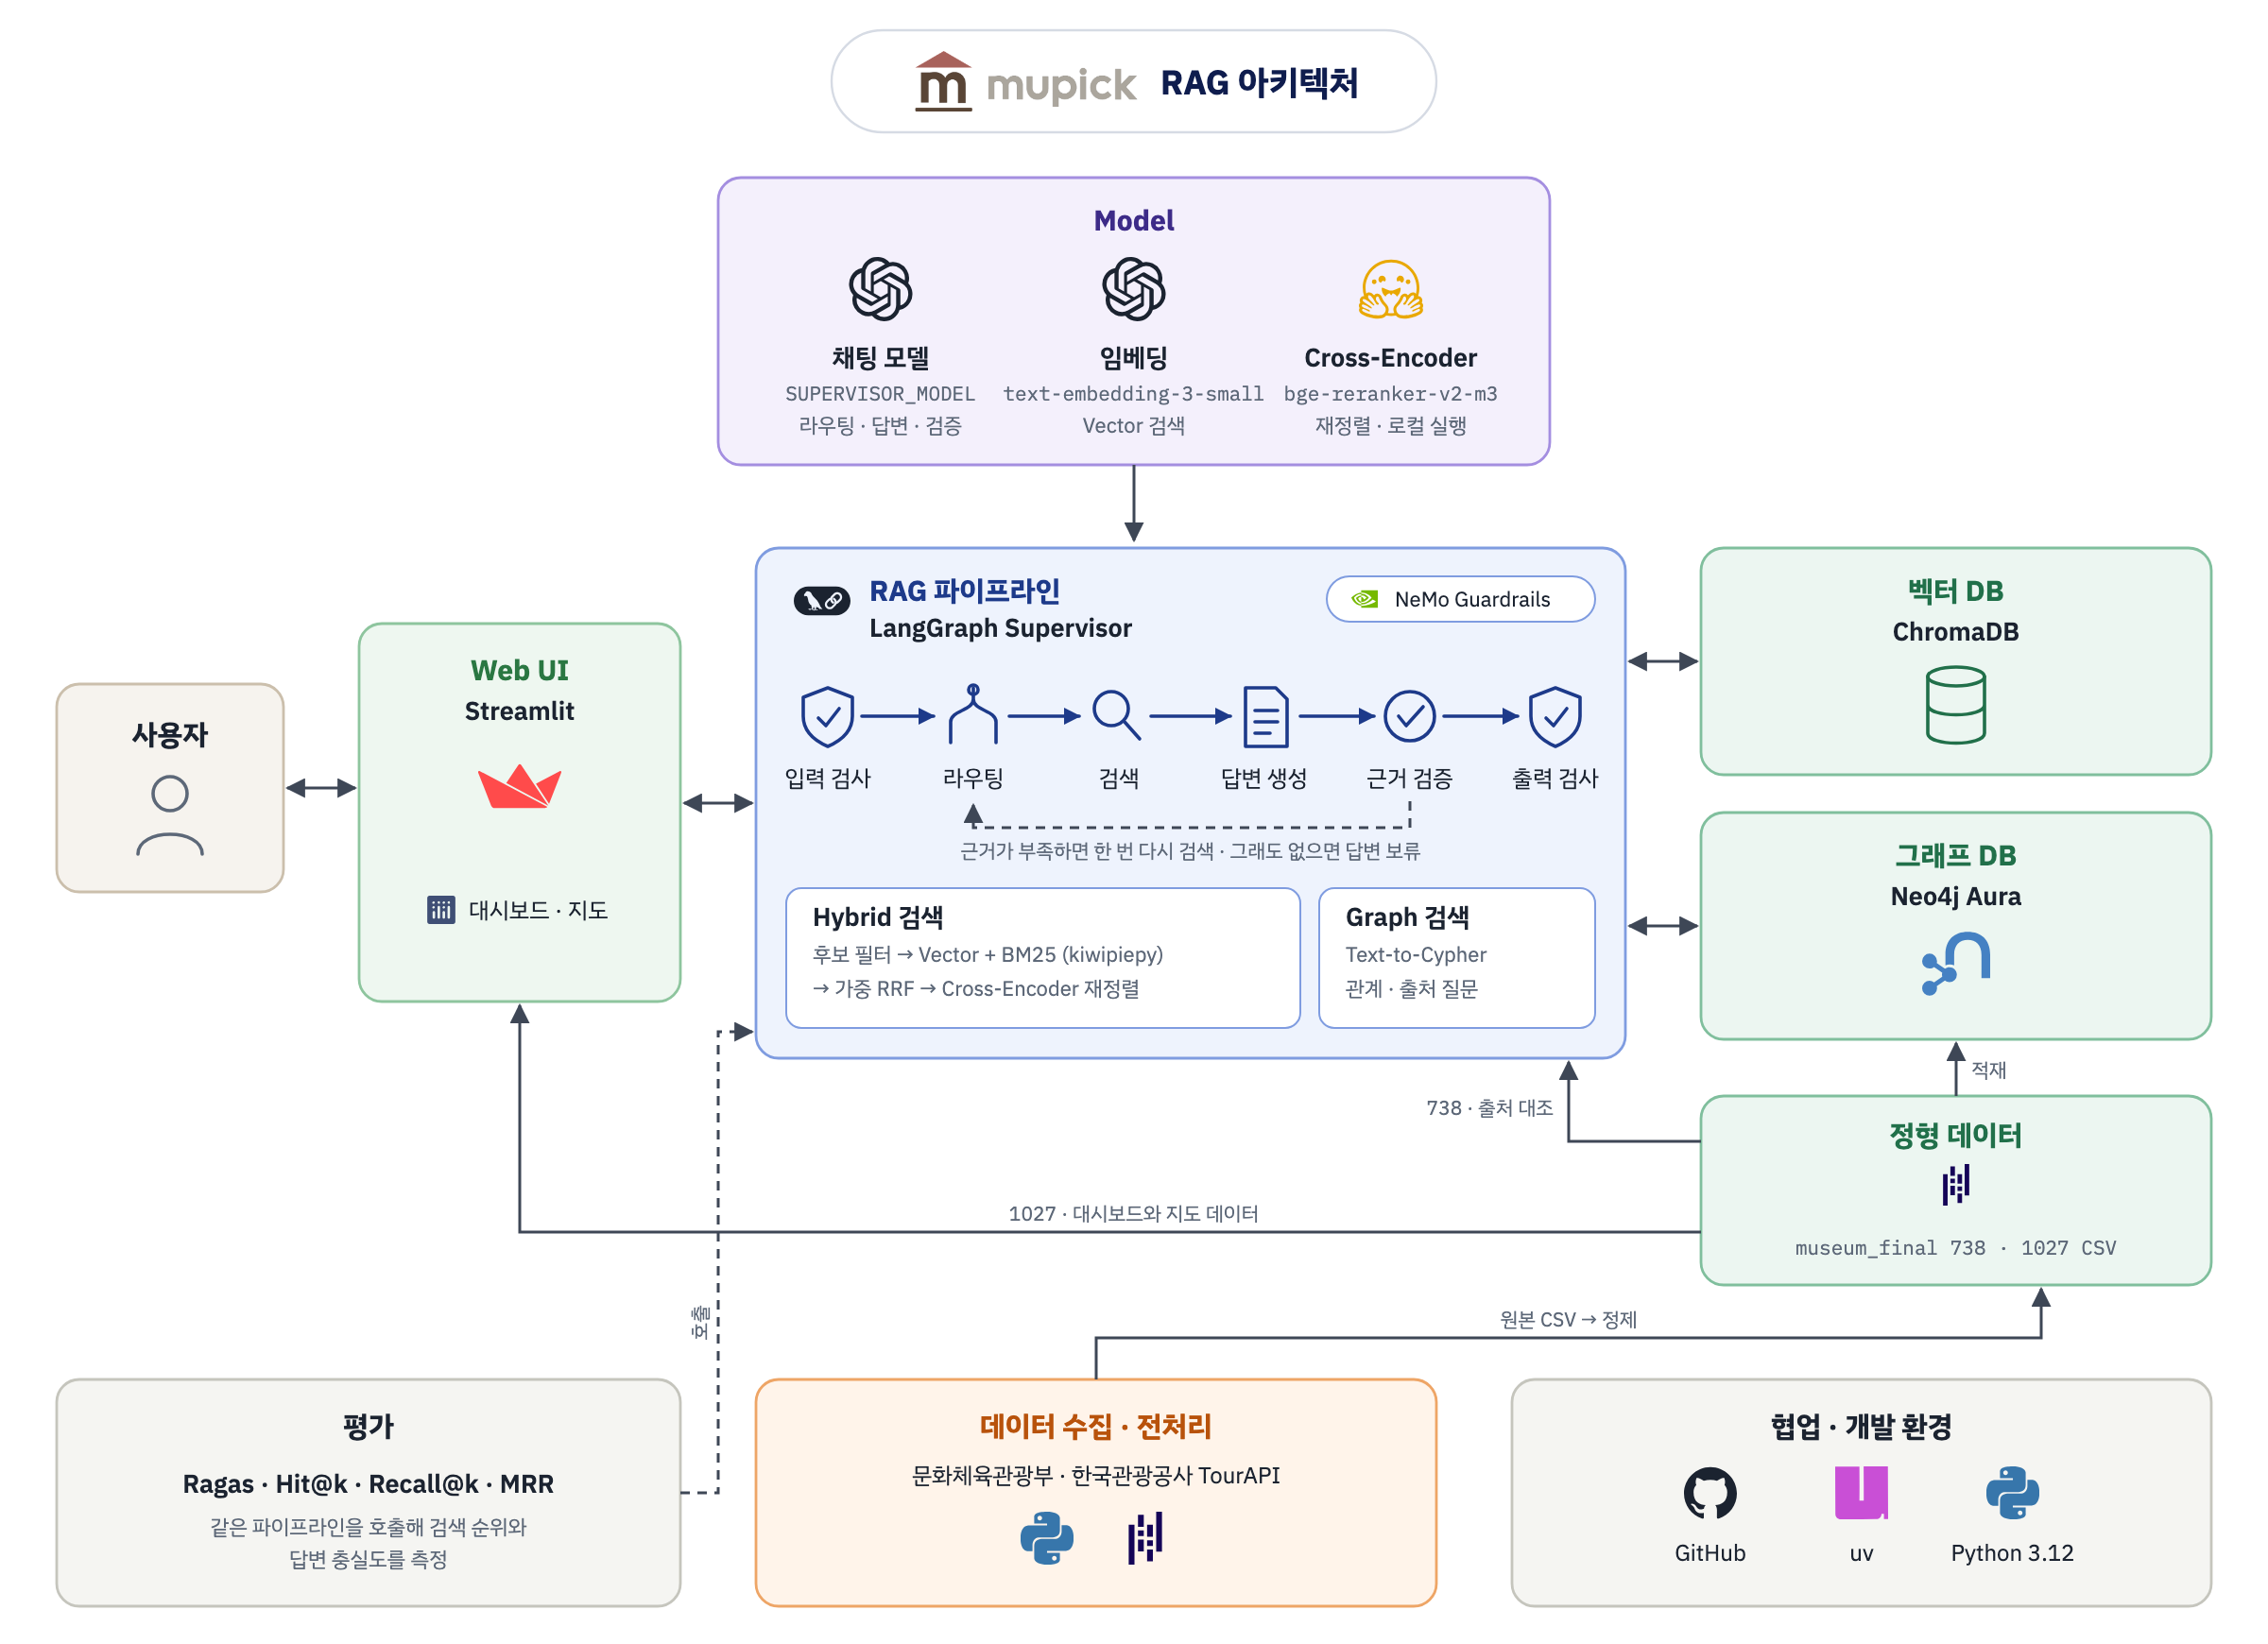 m mupick RAG 아키텍처
Model
채팅 모델
SUPERVISOR_MODEL
라우팅 · 답변 · 검증
임베딩
text-embedding-3-small
Vector 검색
Cross-Encoder
bge-reranker-v2-m3
재정렬 · 로컬 실행
사용자
Web UI
Streamlit
대시보드 · 지도
RAG 파이프라인
LangGraph Supervisor
NeMo Guardrails
입력 검사
라우팅
검색
답변 생성
근거 검증
출력 검사
근거가 부족하면 한 번 다시 검색 · 그래도 없으면 답변 보류
Hybrid 검색
후보 필터 → Vector + BM25 (kiwipiepy)
→ 가중 RRF → Cross-Encoder 재정렬
Graph 검색
Text-to-Cypher
관계 · 출처 질문
벡터 DB
ChromaDB
그래프 DB
Neo4j Aura
적재
738 · 출처 대조
정형 데이터
museum_final 738 · 1027 CSV
1027 · 대시보드와 지도 데이터
호출
원본 CSV → 정제
평가
Ragas · Hit@k · Recall@k · MRR
같은 파이프라인을 호출해 검색 순위와
답변 충실도를 측정
데이터 수집 · 전처리
문화체육관광부 · 한국관광공사 TourAPI
협업 · 개발 환경
GitHub
uv
Python 3.12